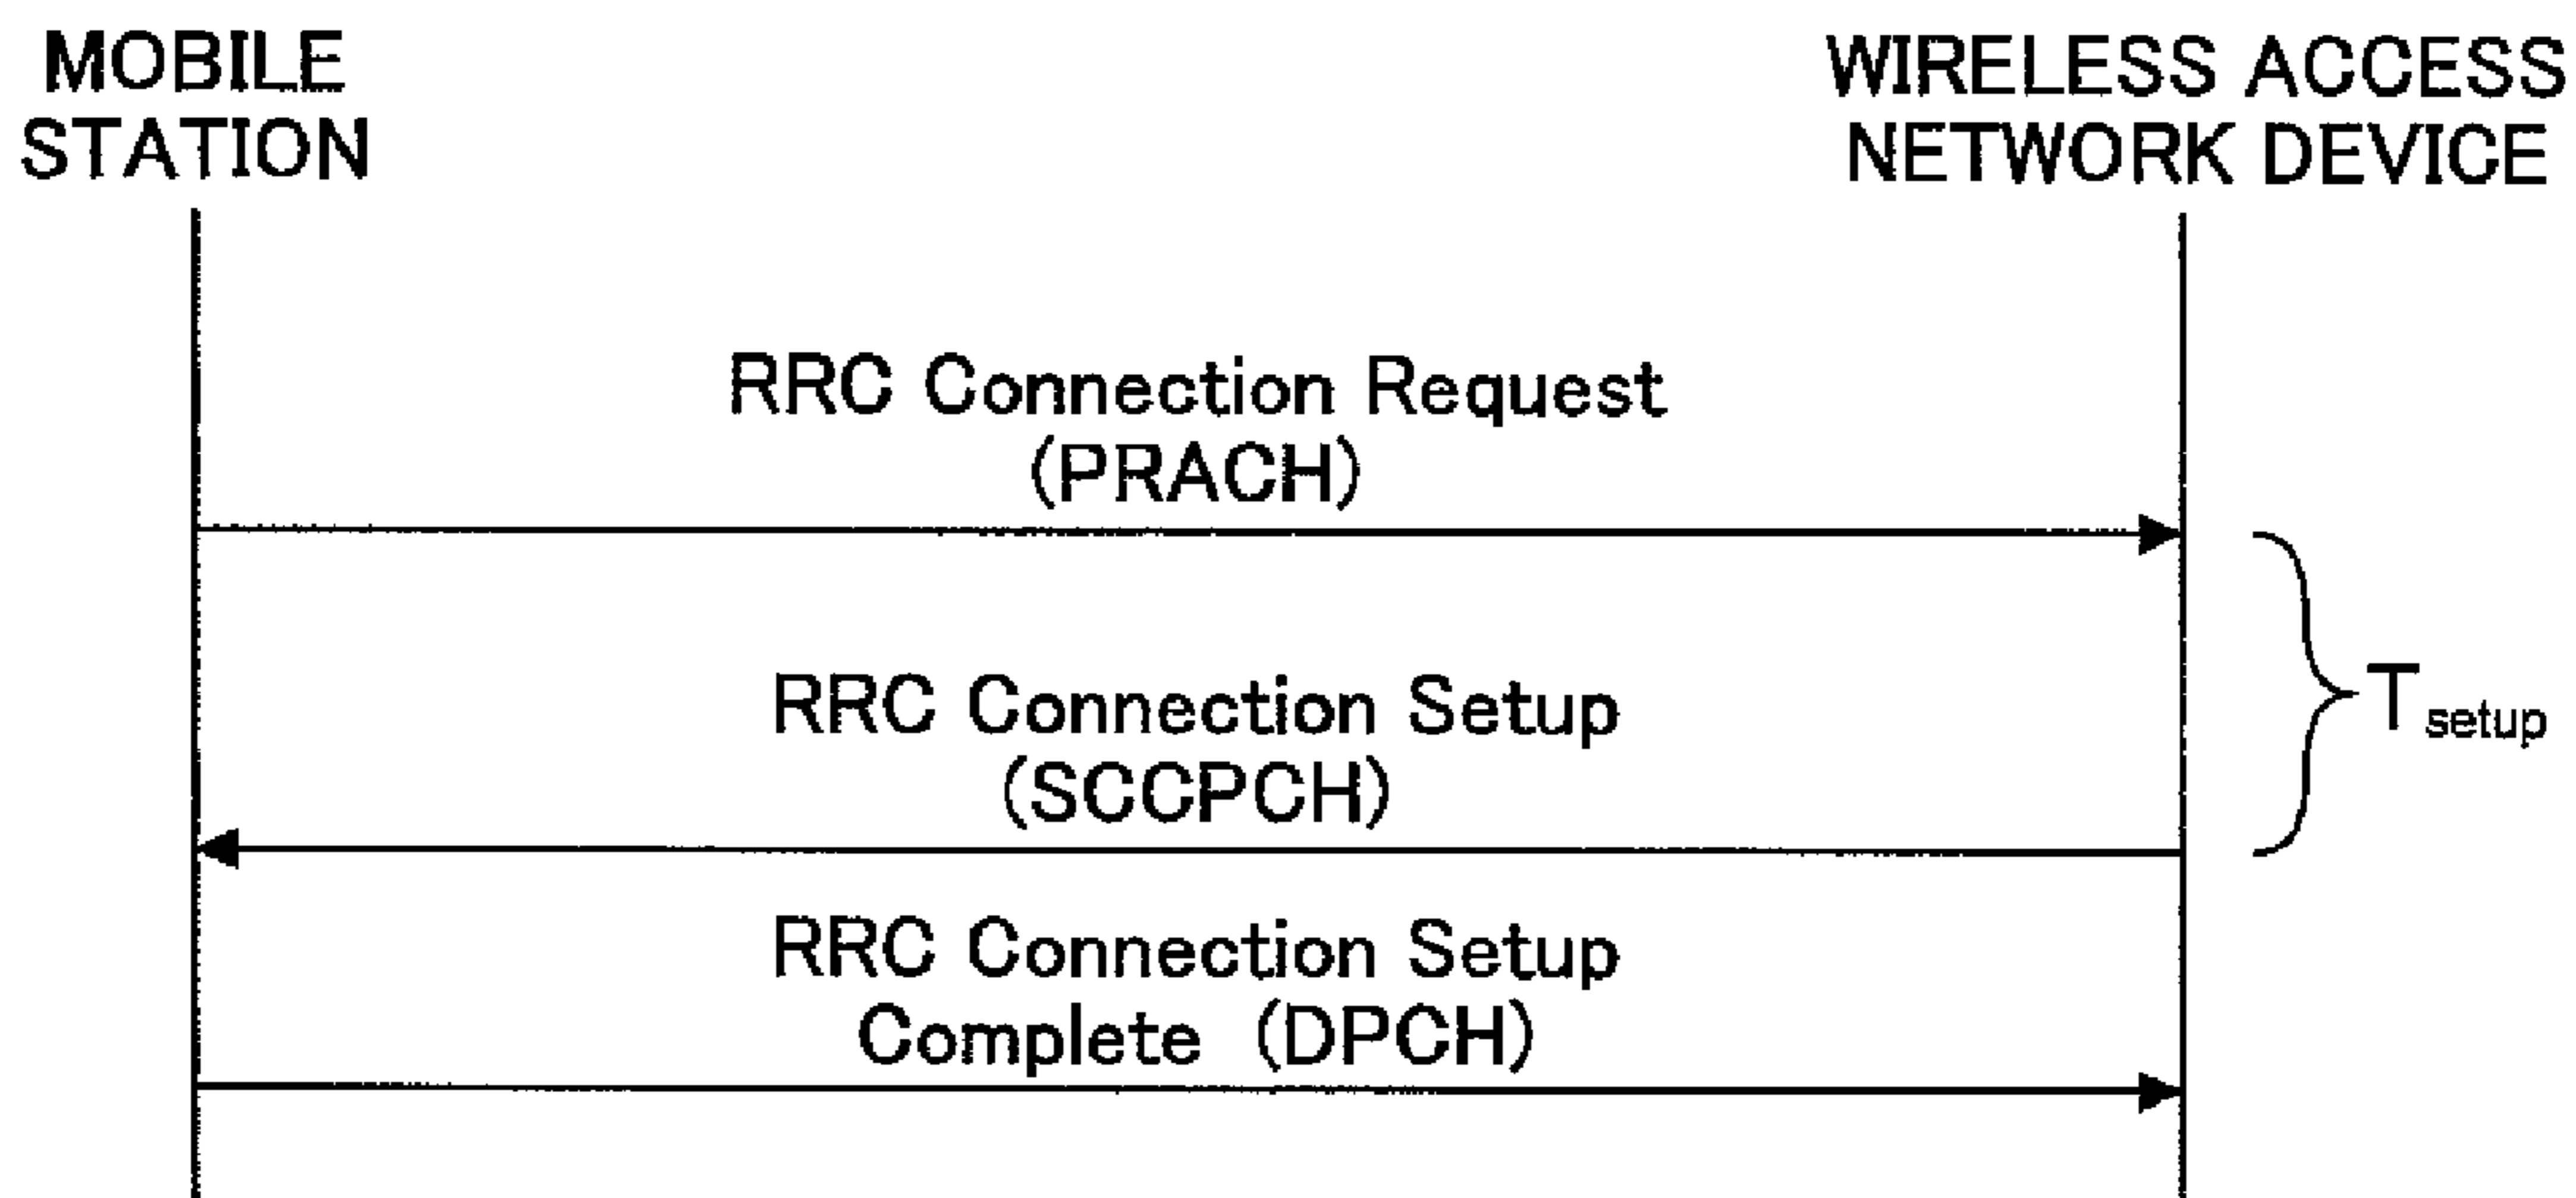 MOBILE
STATION
WIRELESS ACCESS
NETWORK DEVICE
RRC Connection Request
(PRACH)
RRC Connection Setup
(SCCPCH)
T setup
RRC Connection Setup
Complete (DPCH)